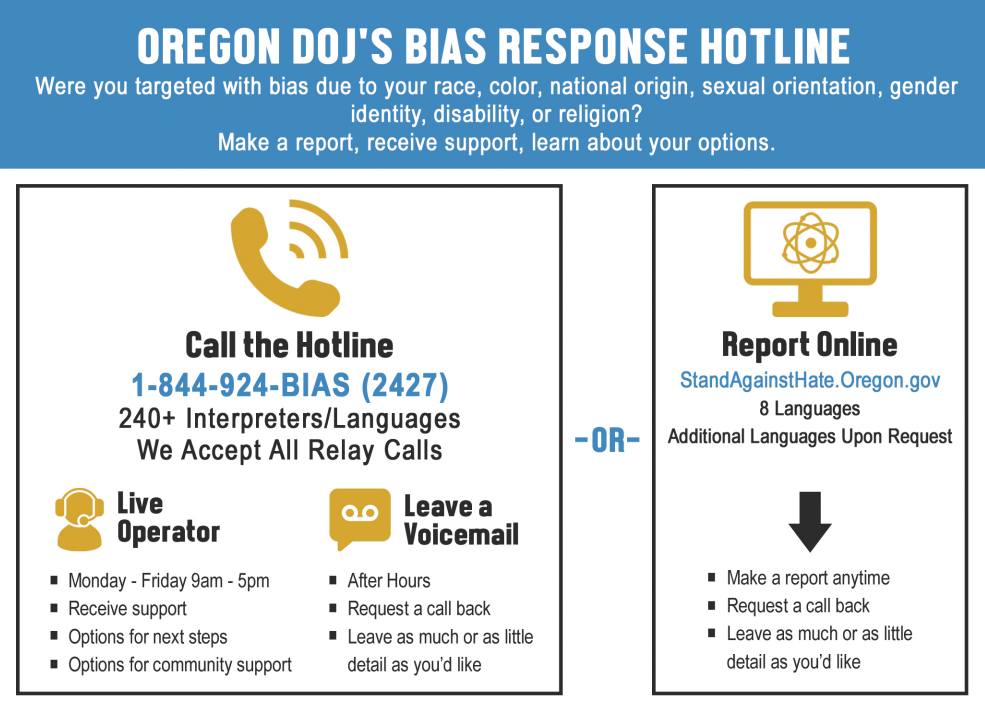 OREGON DOJ'S BIAS RESPONSE HOTLINE
Were you targeted with bias due to your race, color, national origin, sexual orientation, gender
identity, disability, or religion?
Make a report, receive support, learn about your options.
Call the Hotline
1-844-924-BIAS (2427)
240+ Interpreters/Languages
We Accept All Relay Calls
Live
Operator
Monday - Friday 9am - 5pm
Receive support
Options for next steps
Options for community support
Leave a
Voicemail
After Hours
Request a call back
Leave as much or as little
detail as you'd like
-OR-
Report Online
StandAgainstHate.Oregon.gov
8 Languages
Additional Languages Upon Request
Make a report anytime
Request a call back
Leave as much or as little
detail as you'd like